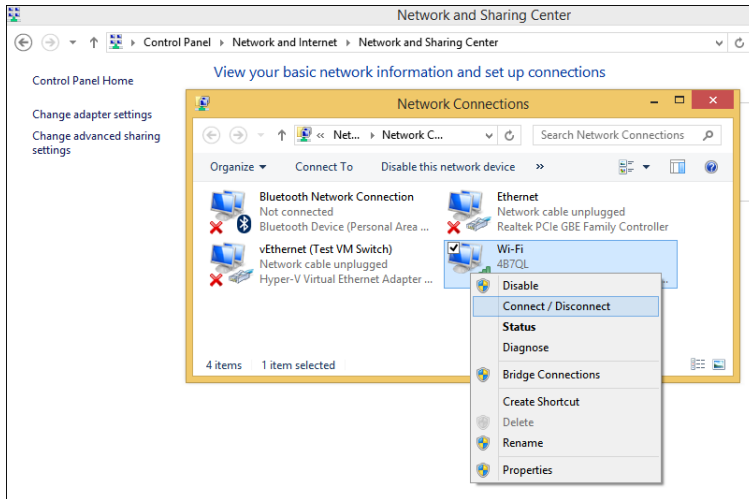 Network and Sharing Center
Control Panel Network and Internet Network and Sharing Center
Control Panel Home
Change adapter settings
Change advanced sharing
settings
View your basic network information and set up connections
Network Connections
« Net... Network C...
Search Network Connections
Organize
Connect To
Disable this network device
»
Bluetooth Network Connection
Not connected
Bluetooth Device (Personal Area ...
Ethernet
Network cable unplugged
Realtek PCIe GBE Family Controller
vEthernet (Test VM Switch)
Network cable unplugged
Hyper-V Virtual Ethernet Adapter ...
Wi-Fi
4B7QL
Disable
Connect / Disconnect
Status
Diagnose
Bridge Connections
Create Shortcut
Delete
Rename
Properties
4 items
1 item selected